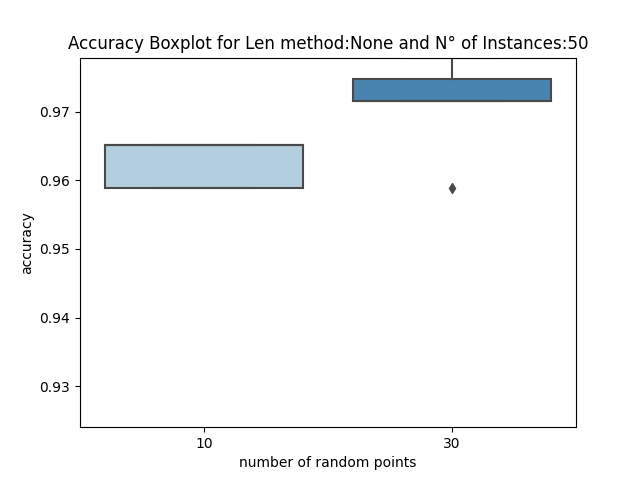 Accuracy Boxplot for Len method:None and N° of Instances:50
0.97
0.96
0.95
0.94
0.93
accuracy
10
30
number of random points